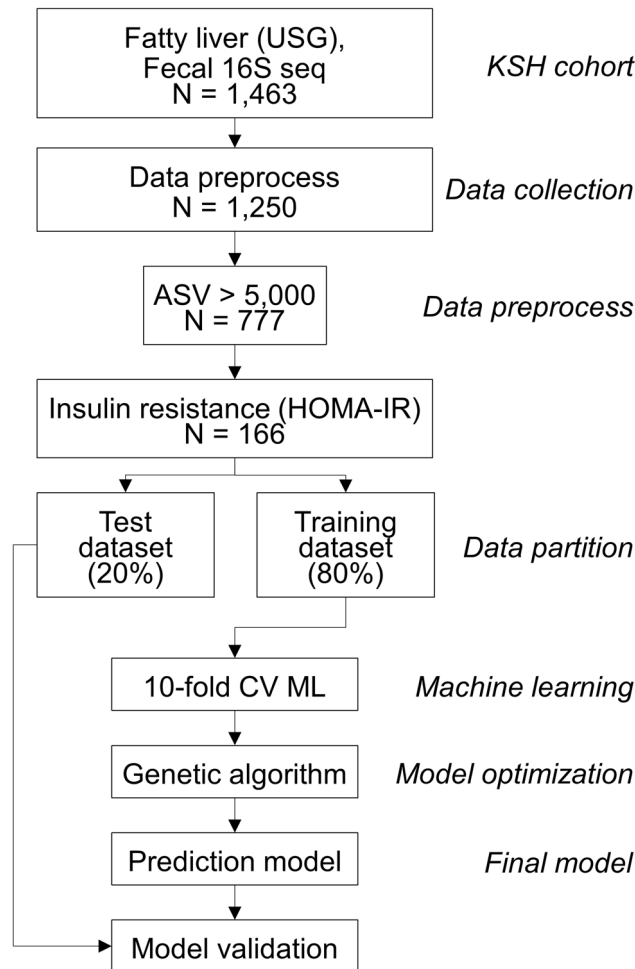 Fatty liver (USG),
Fecal 16S seq
N = 1,463
KSH cohort
Data preprocess
N = 1,250
Data collection
ASV > 5,000
N = 777
Data preprocess
Insulin resistance (HOMA-IR)
N = 166
Test
dataset
(20%)
Training
dataset
(80%)
Data partition
10-fold CV ML
Machine learning
Genetic algorithm
Model optimization
Prediction model
Final model
Model validation